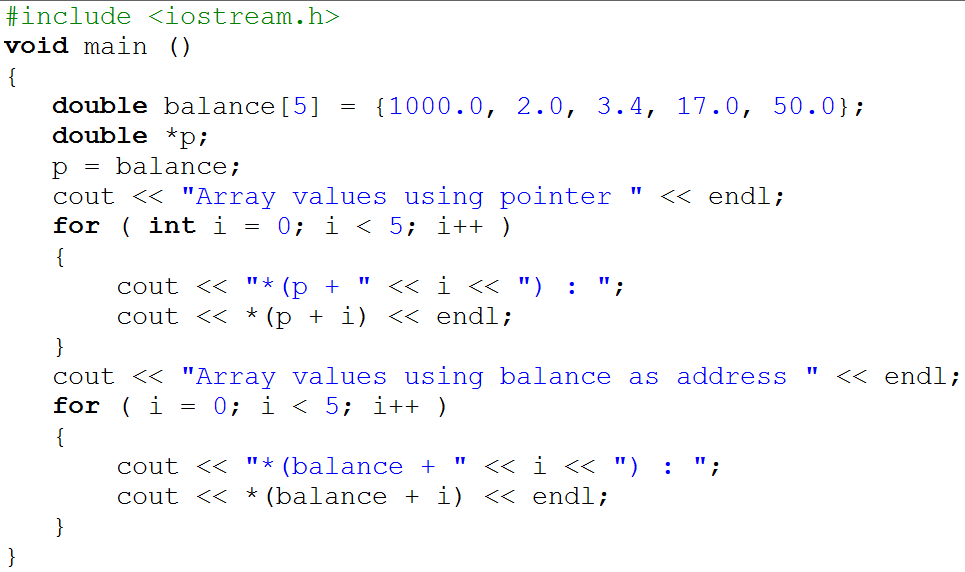 #include <iostream.h>
void main ()
{
   double balance[5] = {1000.0, 2.0, 3.4, 17.0, 50.0};
   double *p;
   p = balance;
   cout << "Array values using pointer " << endl;
   for ( int i = 0; i < 5; i++ )
   {
       cout << "*(p + " << i << ") : ";
       cout << *(p + i) << endl;
   }
   cout << "Array values using balance as address " << endl;
   for ( i = 0; i < 5; i++ )
   {
       cout << "*(balance + " << i << ") : ";
       cout << *(balance + i) << endl;
   }
}